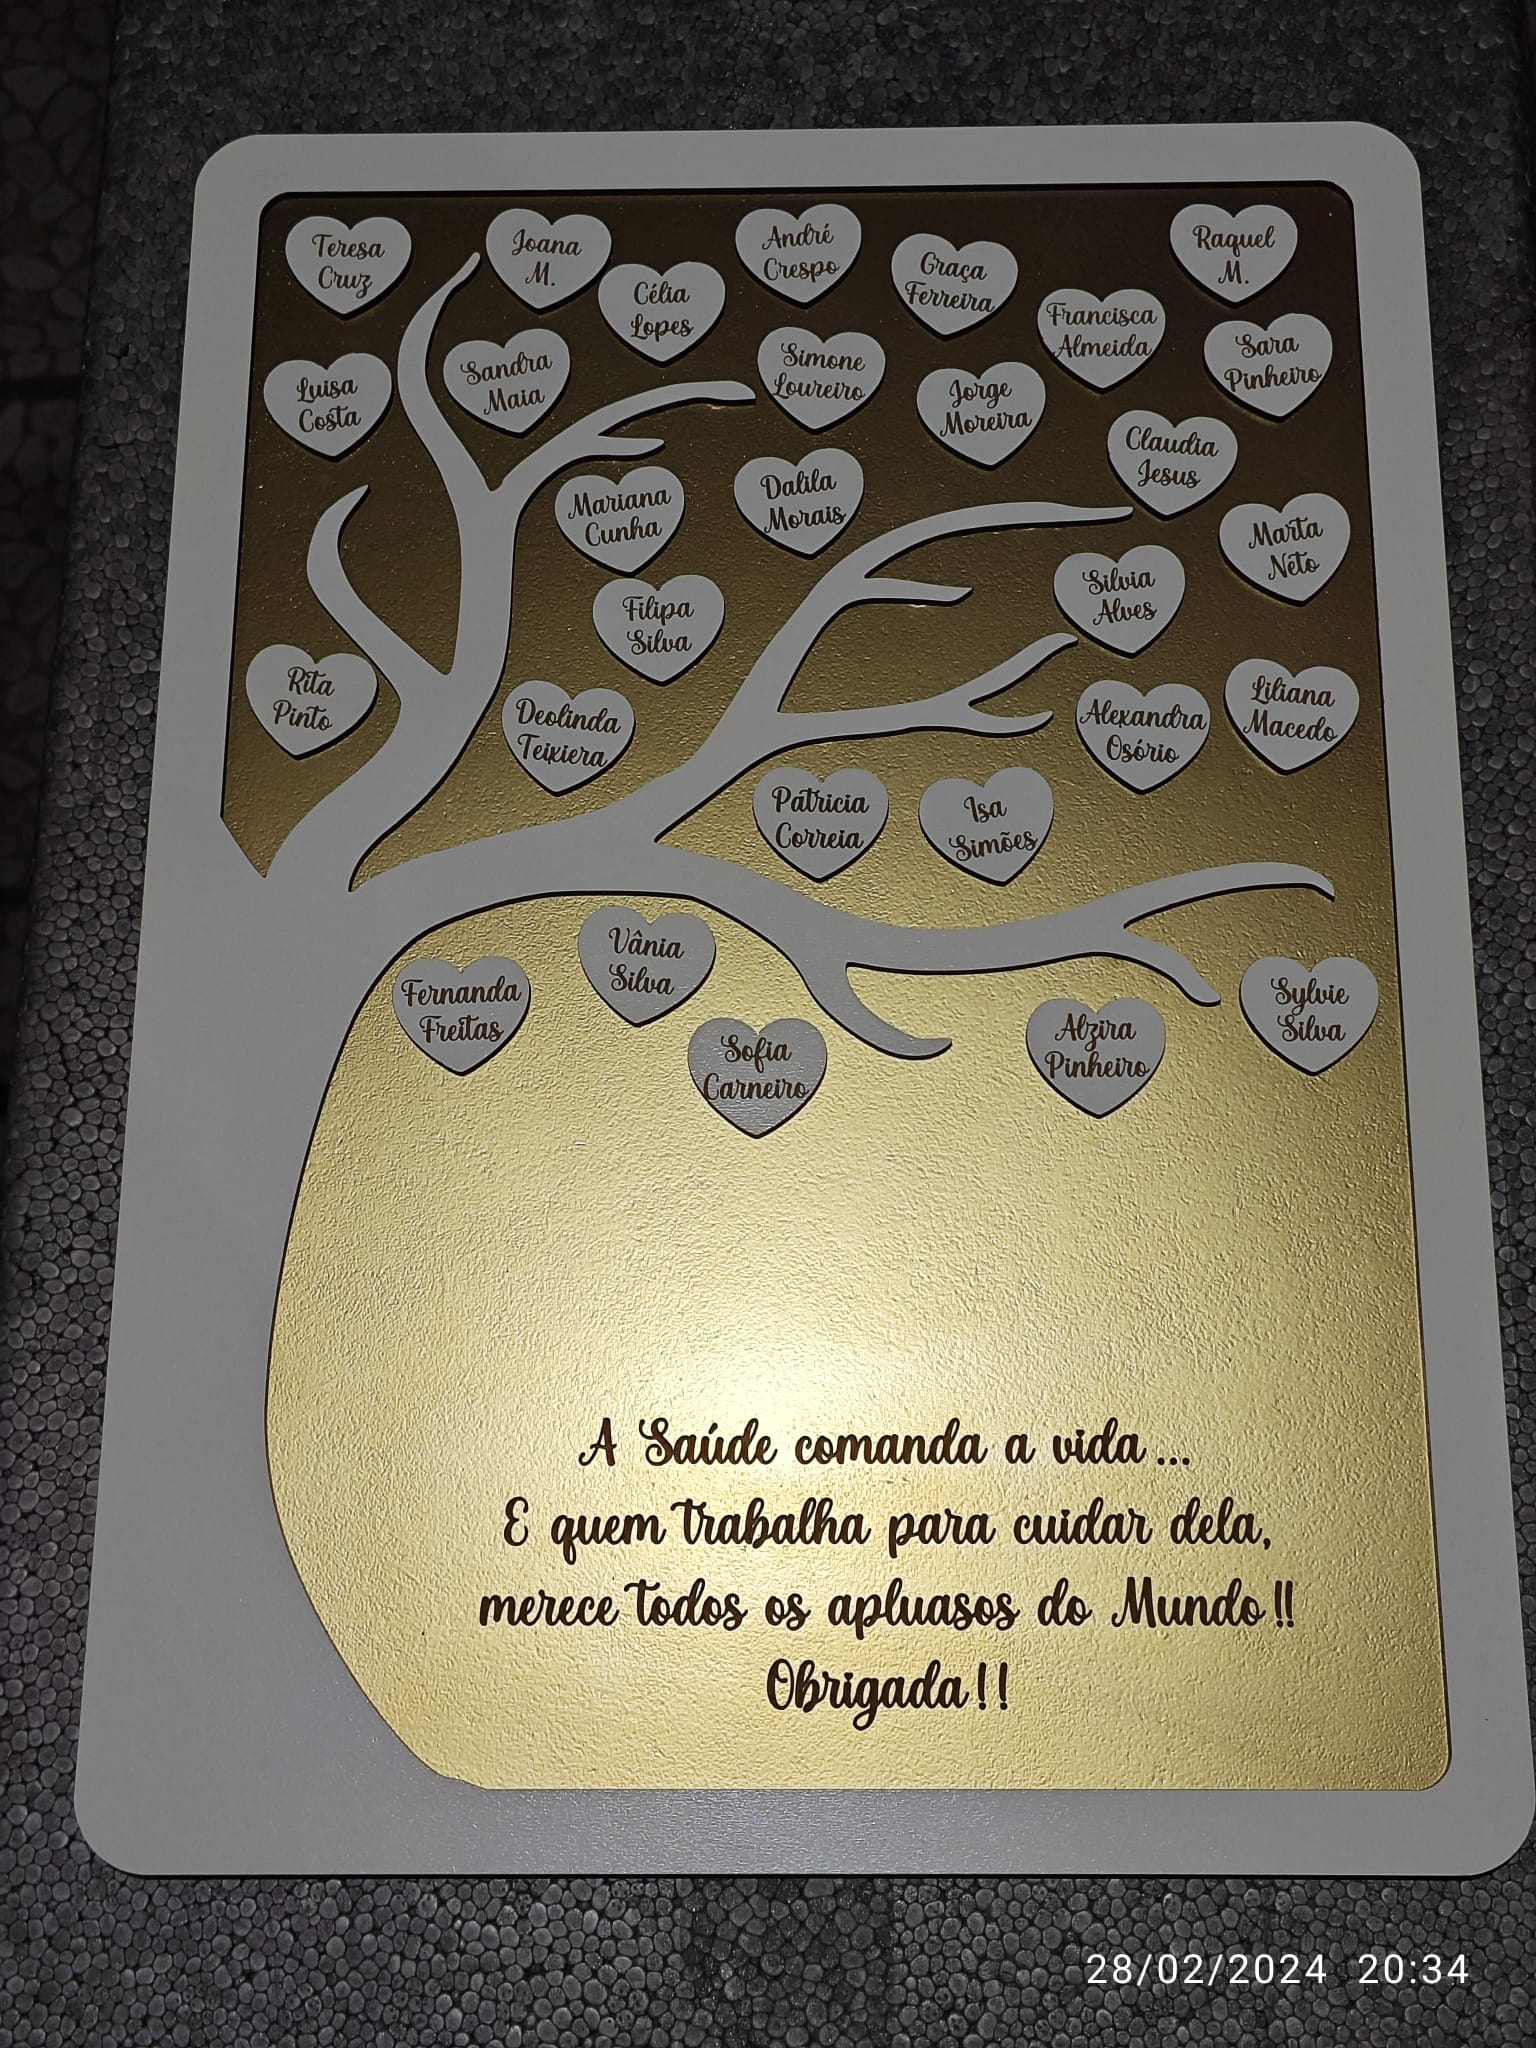 Teresa
Cruz
Joana
M.
Célia
Lopes
André
Crespo
Graça
Ferreira
Francisca
Almeida
Raquel
M.
Luisa
Costa
Sandra
Maia
Simone
Loureiro
Jorge
Moreira
Sara
Pinheiro
Claudia
Jesus
Mariana
Cunha
Dalila
Morais
Marta
Neto
Filipa
Silva
Silvia
Alves
Rita
Pinto
Deolinda
Teixiera
Alexandra
Osório
Liliana
Macedo
Patricia
Correia
Isa
Simões
Vânia
Silva
Fernanda
Freitas
Sofia
Carneiro
Alzira
Pinheiro
Sylvie
Silva
A Saúde comanda a vida...
E quem trabalha para cuidar dela,
merece todos os apluasos do Mundo!!
Obrigada!!
28/02/2024 20:34